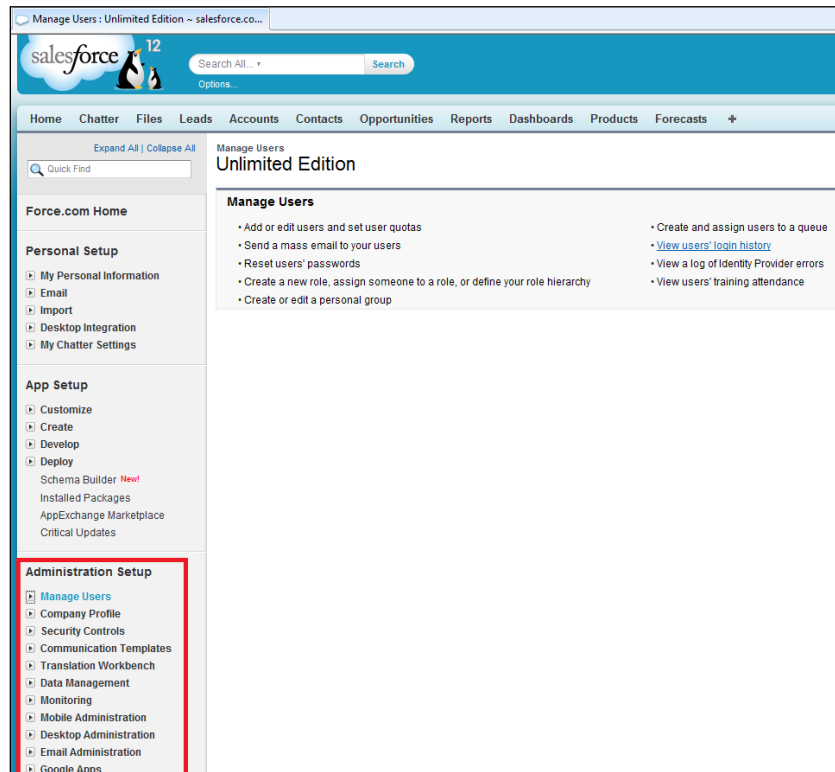 Manage Users : Unlimited Edition ~ salesforce.co...
salesforce 12
Search All...
Search
Options...
Home Chatter Files Leads Accounts Contacts Opportunities Reports Dashboards Products Forecasts +
Expand All | Collapse All
Quick Find
Force.com Home
Personal Setup
My Personal Information
Email
Import
Desktop Integration
My Chatter Settings
App Setup
Customize
Create
Develop
Deploy
Schema Builder New!
Installed Packages
AppExchange Marketplace
Critical Updates
Administration Setup
Manage Users
Company Profile
Security Controls
Communication Templates
Translation Workbench
Data Management
Monitoring
Mobile Administration
Desktop Administration
Email Administration
Google Apps
Manage Users
Unlimited Edition
Manage Users
• Add or edit users and set user quotas
• Send a mass email to your users
• Reset users' passwords
• Create a new role, assign someone to a role, or define your role hierarchy
• Create or edit a personal group
• Create and assign users to a queue
• View users' login history
• View a log of Identity Provider errors
• View users' training attendance